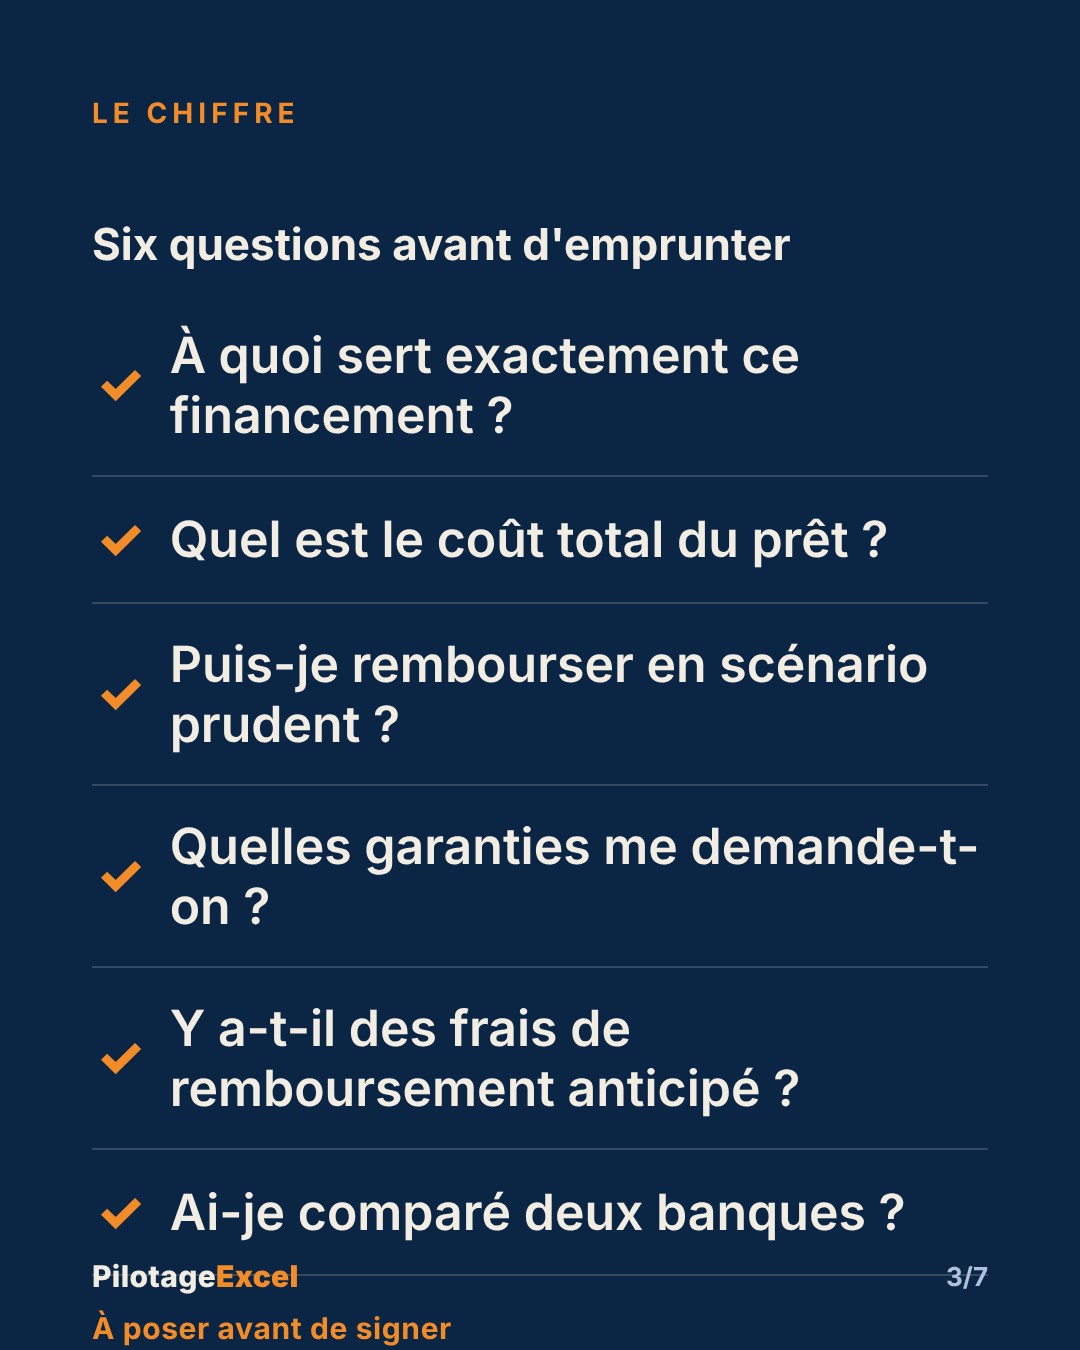 LE CHIFFRE
Six questions avant d'emprunter
À quoi sert exactement ce
financement ?
Quel est le coût total du prêt ?
Puis-je rembourser en scénario
prudent ?
Quelles garanties me demande-t-
on ?
Y a-t-il des frais de
remboursement anticipé ?
Ai-je comparé deux banques ?
PilotageExcel
3/7
À poser avant de signer